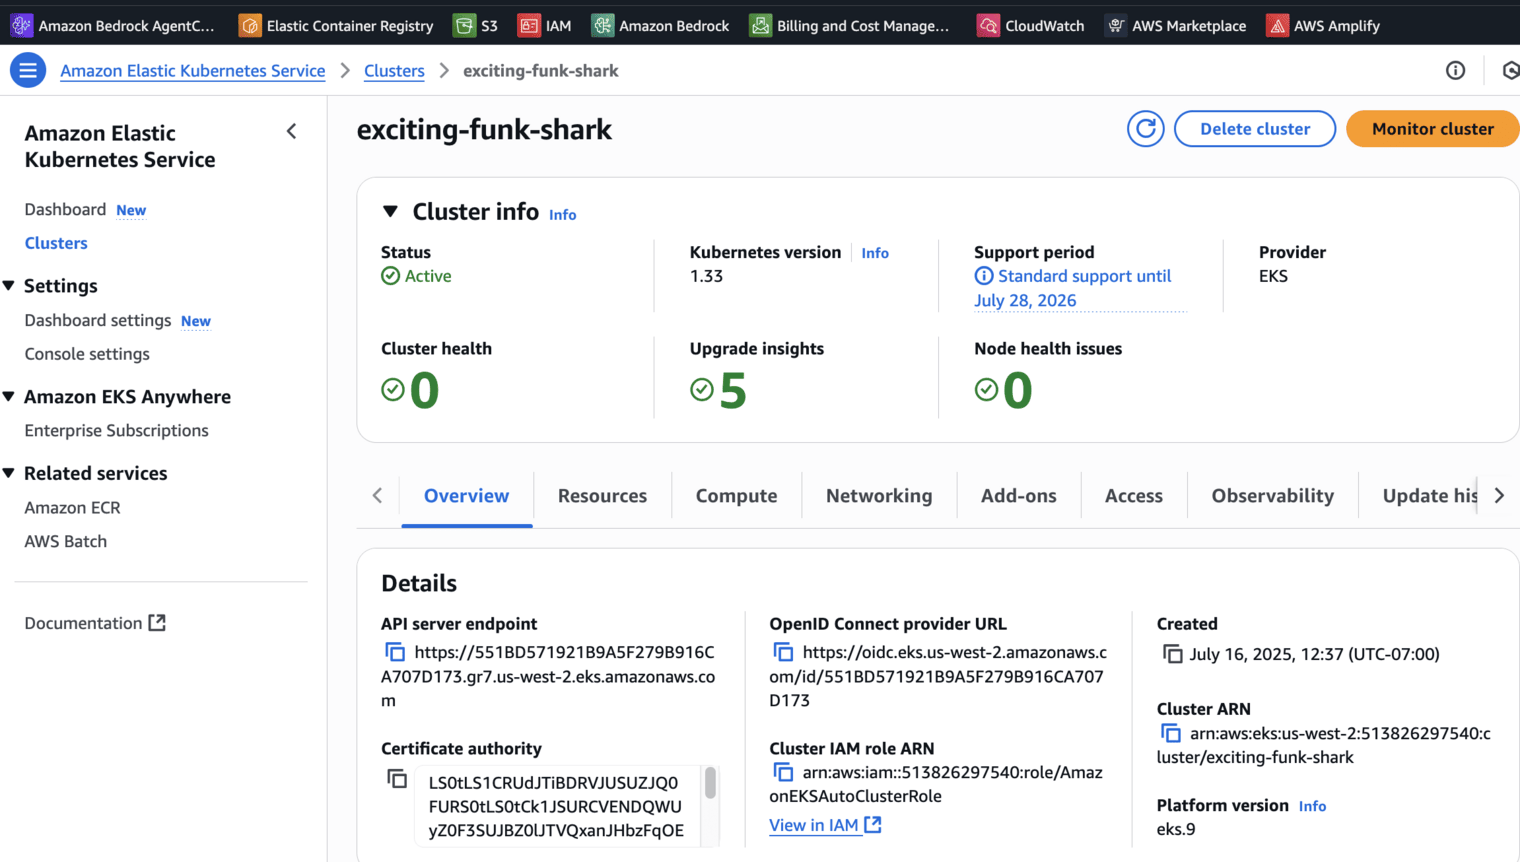 Amazon Bedrock AgentC...
Elastic Container Registry
S3
IAM
Amazon Bedrock
Billing and Cost Manage...
CloudWatch
AWS Marketplace
AWS Amplify
Amazon Elastic Kubernetes Service
Clusters
exciting-funk-shark
Amazon Elastic
Kubernetes Service
Dashboard New
Clusters
Settings
Dashboard settings New
Console settings
Amazon EKS Anywhere
Enterprise Subscriptions
Related services
Amazon ECR
AWS Batch
Documentation
exciting-funk-shark
Delete cluster
Monitor cluster
Cluster info Info
Status
Active
Kubernetes version Info
1.33
Support period
Standard support until
July 28, 2026
Provider
EKS
Cluster health
0
Upgrade insights
5
Node health issues
0
Overview
Resources
Compute
Networking
Add-ons
Access
Observability
Update his
Details
API server endpoint
https://551BD571921B9A5F279B916C
A707D173.gr7.us-west-2.eks.amazonaws.co
m
Certificate authority
LS0tLS1CRUdJTiBDRVJUSUZJQ0
FURS0tLS0tCk1JSURCVENDQWU
yZ0F3SUJBZ0lJTVQxanJHbzFqOE
OpenID Connect provider URL
https://oidc.eks.us-west-2.amazonaws.c
om/id/551BD571921B9A5F279B916CA707
D173
Cluster IAM role ARN
arn:aws:iam::513826297540:role/Amaz
onEKSAutoClusterRole
View in IAM
Created
July 16, 2025, 12:37 (UTC-07:00)
Cluster ARN
arn:aws:eks:us-west-2:513826297540:c
luster/exciting-funk-shark
Platform version Info
eks.9